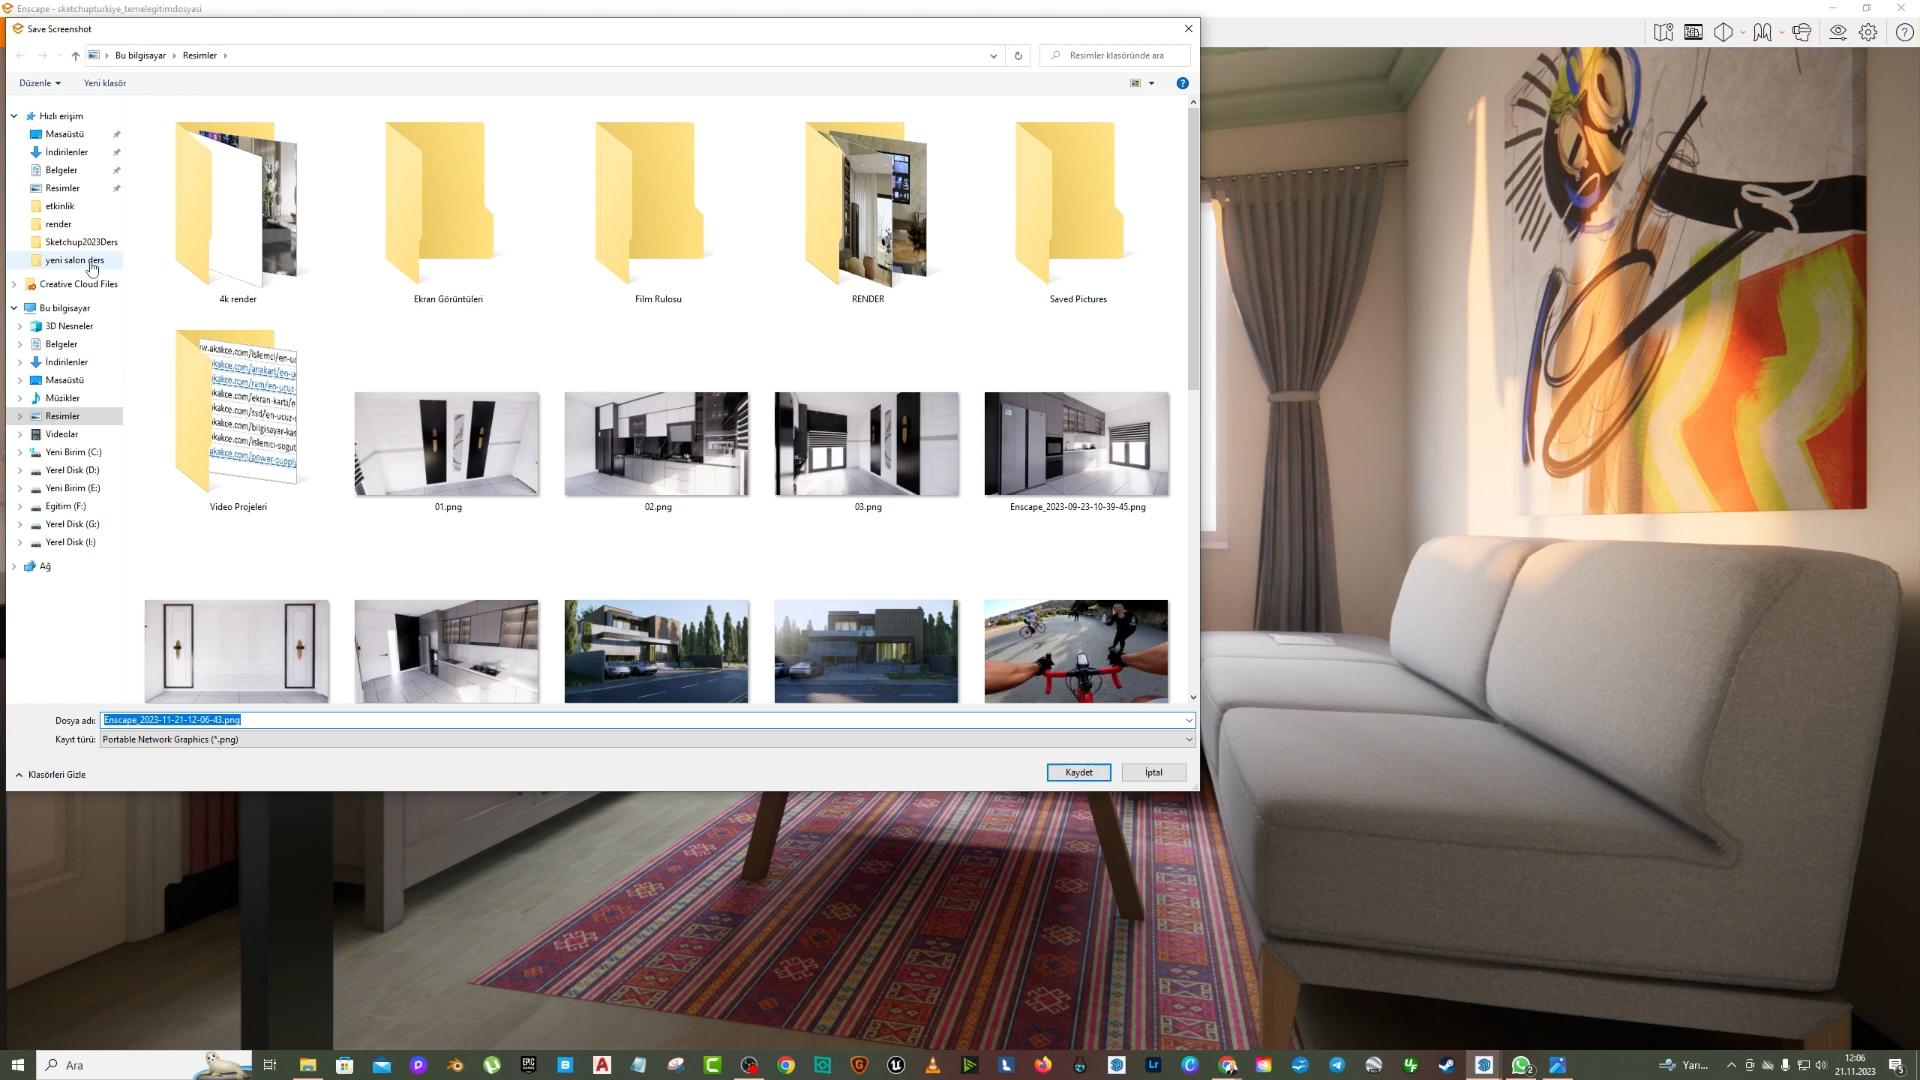 Enscape - sketchupturkiye_temelegitimdosyasi
Save Screenshot
Bu bilgisayar
Resimler
Resimler klasöründe ara
Düzenle
Yeni klasör
Hızlı erişim
Masaüstü
İndirilenler
Belgeler
Resimler
etkinlik
render
Sketchup2023Ders
yeni salon ders
Creative Cloud Files
Bu bilgisayar
3D Nesneler
Belgeler
İndirilenler
Masaüstü
Müzikler
Resimler
Videolar
Yeni Birim (C:)
Yerel Disk (D:)
Yeni Birim (E:)
Egitim (F:)
Yerel Disk (G:)
Yerel Disk (I:)
Ağ
4k render
Ekran Görüntüleri
Film Rulosu
RENDER
Saved Pictures
Video Projeleri
01.png
02.png
03.png
Enscape_2023-09-23-10-39-45.png
Dosya adı:
Enscape_2023-11-21-12-06-43.png
Kayıt türü:
Portable Network Graphics (*.png)
Klasörleri Gizle
Kaydet
İptal
Ara
Yarı...
12:06
21.11.2023